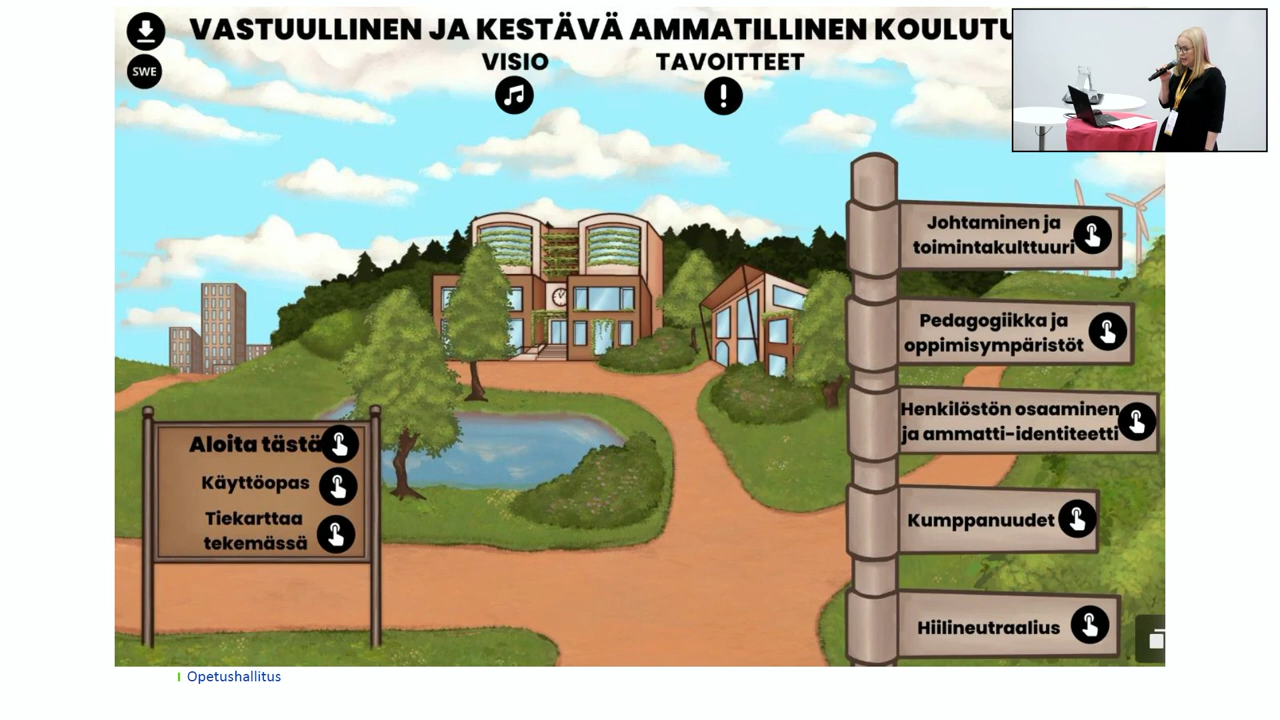 VASTUULLINEN JA KESTÄVÄ AMMATILLINEN
SWE
VISIO
TAVOITTEET
Johtaminen ja
toimintakulttuuri
Pedagogiikka ja
oppimisympäristöt
Henkilöstön osaaminen
ja ammatti-identiteetti
Kumppanuudet
Hiilineutraalius
Aloita tästä
Käyttöopas
Tiekarttaa
tekemässä
Opetushallitus